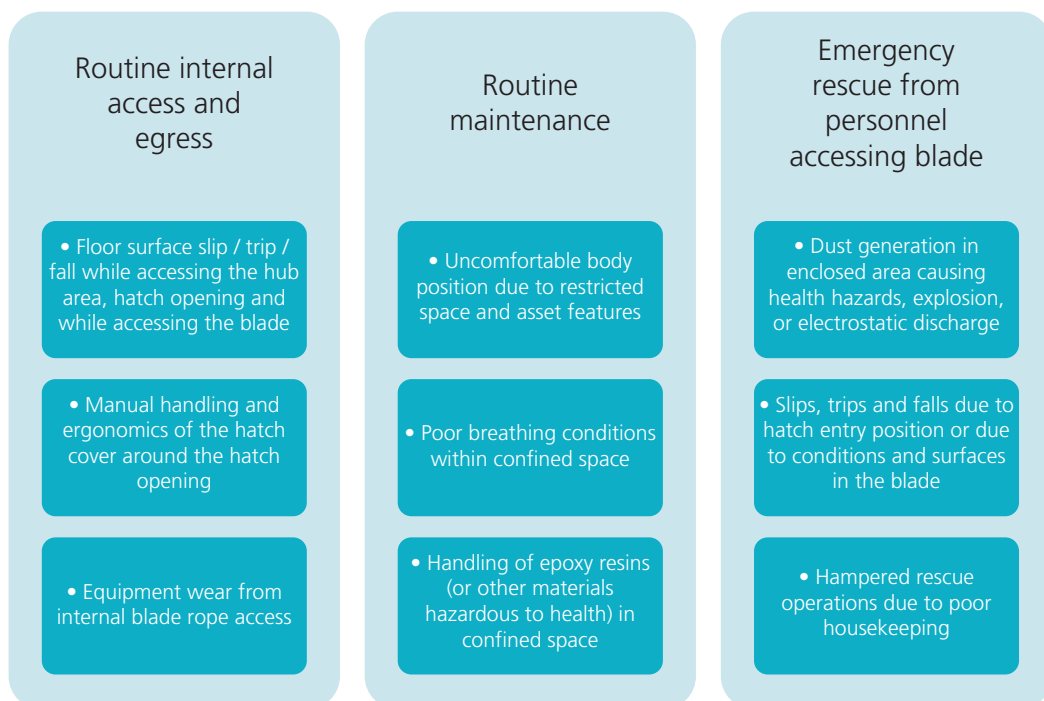 Routine internal
access and
egress
• Floor surface slip / trip /
fall while accessing the hub
area, hatch opening and
while accessing the blade
• Manual handling and
ergonomics of the hatch
cover around the hatch
opening
• Equipment wear from
internal blade rope access
Routine
maintenance
• Uncomfortable body
position due to restricted
space and asset features
• Poor breathing conditions
within confined space
• Handling of epoxy resins
(or other materials
hazardous to health) in
confined space
Emergency
rescue from
personnel
accessing blade
• Dust generation in
enclosed area causing
health hazards, explosion,
or electrostatic discharge
• Slips, trips and falls due to
hatch entry position or due
to conditions and surfaces
in the blade
• Hampered rescue
operations due to poor
housekeeping